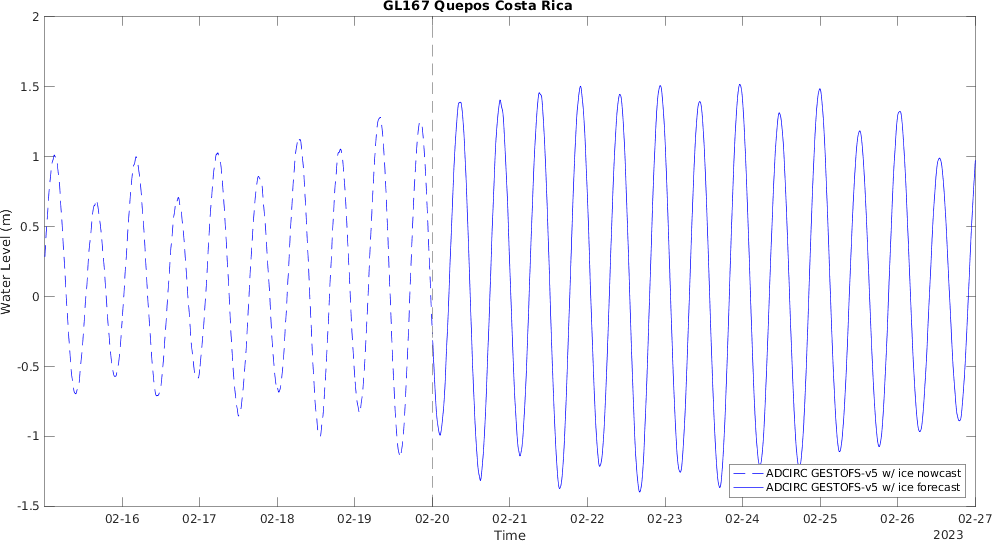 GL167 Quepos Costa Rica
2
1.5
1
0.5
0
-0.5
-1
-1.5
Water Level (m)
ADCIRC GESTOFS-v5 w/ ice nowcast
ADCIRC GESTOFS-v5 w/ ice forecast
02-16 02-17 02-18 02-19 02-20 02-21 02-22 02-23 02-24 02-25 02-26 02-27
Time
2023